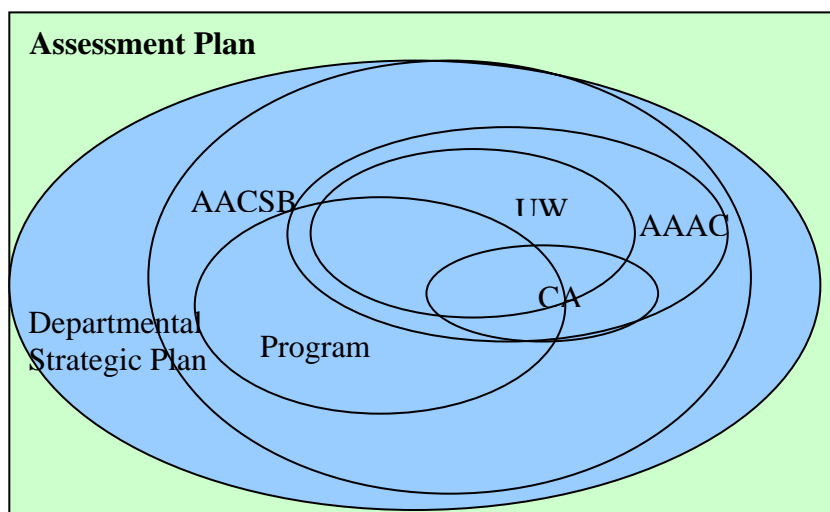 Assessment Plan
AACSB
UW
AAAC
CA
Departmental
Strategic Plan
Program